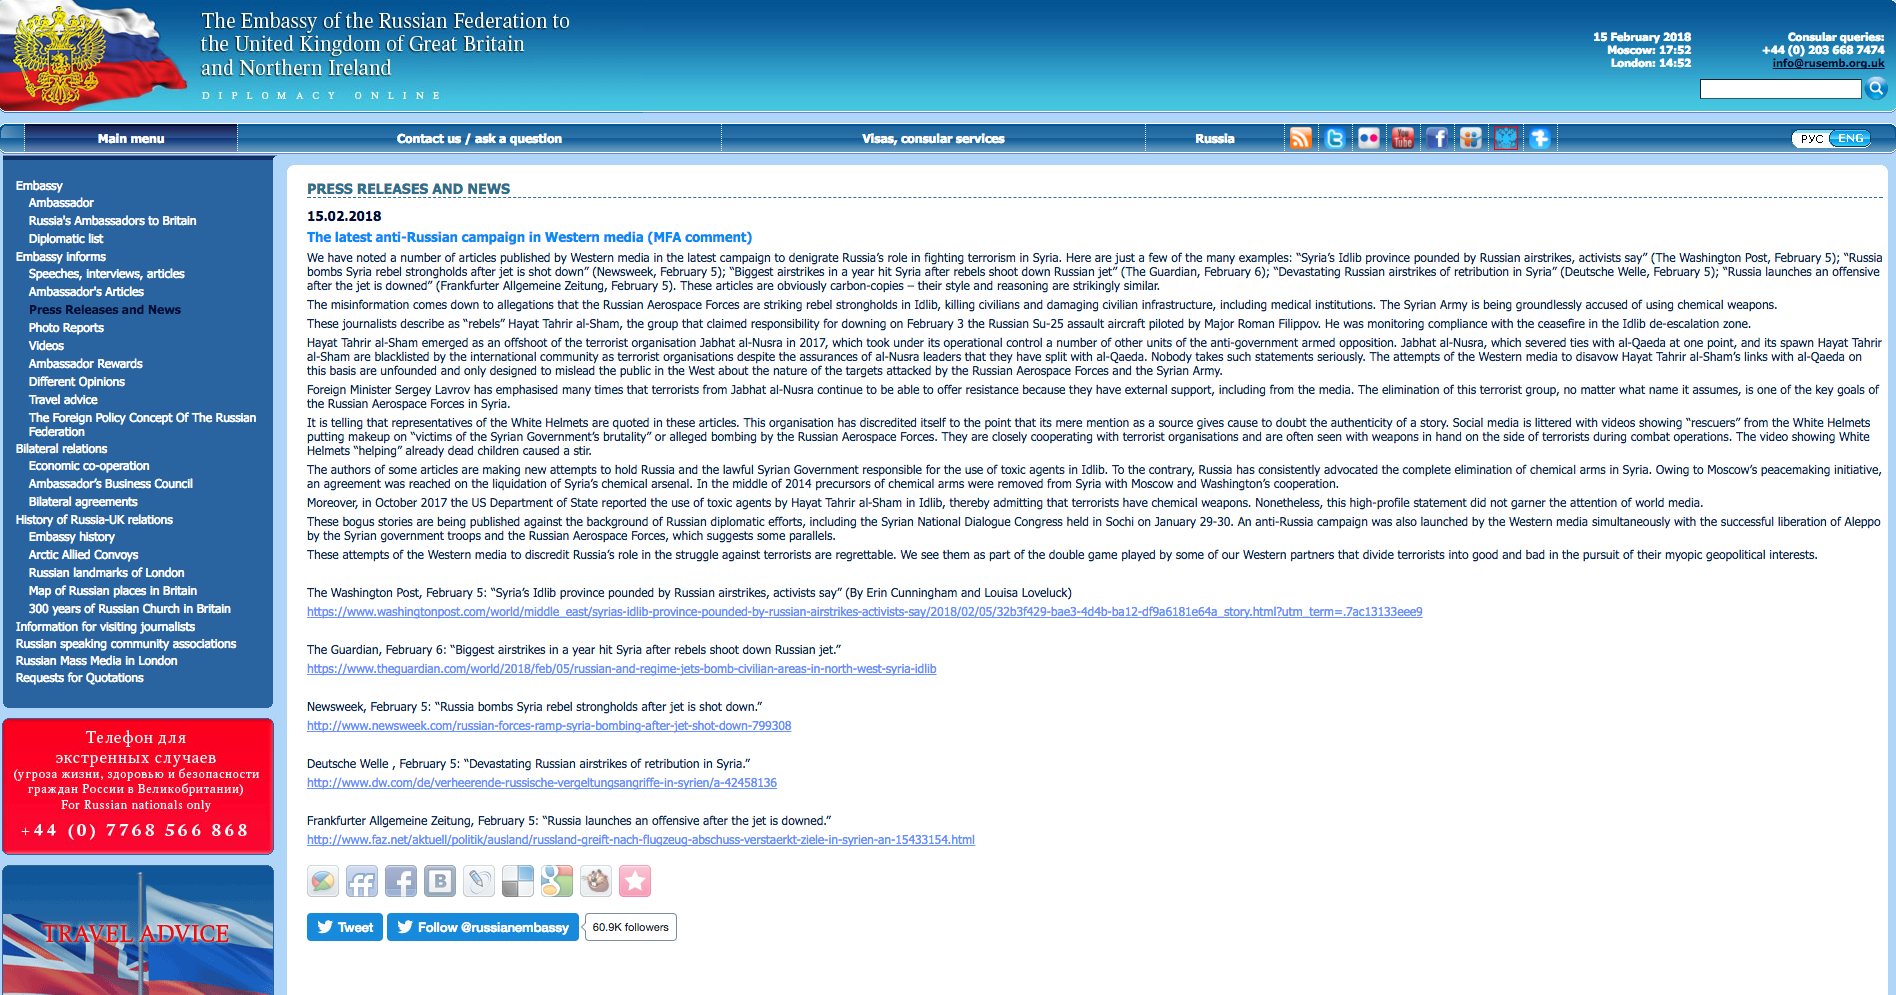 The Embassy of the Russian Federation to
the United Kingdom of Great Britain
and Northern Ireland
DIPLOMACY ONLINE
15 February 2018
Moscow: 17:52
London: 14:52
Consular queries:
+44 (0) 203 668 7474
info@rusemb.org.uk
Main menu
Contact us / ask a question
Visas, consular services
Russia
РУС ENG
Embassy
Ambassador
Russia's Ambassadors to Britain
Diplomatic list
Embassy informs
Speeches, interviews, articles
Ambassador's Articles
Press Releases and News
Photo Reports
Videos
Ambassador Rewards
Different Opinions
Travel advice
The Foreign Policy Concept Of The Russian
Federation
Bilateral relations
Economic co-operation
Ambassador's Business Council
Bilateral agreements
History of Russia-UK relations
Embassy history
Arctic Allied Convoys
Russian landmarks of London
Map of Russian places in Britain
300 years of Russian Church in Britain
Information for visiting journalists
Russian speaking community associations
Russian Mass Media in London
Requests for Quotations
Телефон для
экстренных случаев
(угроза жизни, здоровью и безопасности
граждан России в Великобритании)
For Russian nationals only
+44 (0) 7768 566 868
TRAVEL ADVICE
PRESS RELEASES AND NEWS
15.02.2018
The latest anti-Russian campaign in Western media (MFA comment)
We have noted a number of articles published by Western media in the latest campaign to denigrate Russia's role in fighting terrorism in Syria. Here are just a few of the many examples: “Syria's Idlib province pounded by Russian airstrikes, activists say” (The Washington Post, February 5); “Russia
bombs Syria rebel strongholds after jet is shot down” (Newsweek, February 5); “Biggest airstrikes in a year hit Syria after rebels shoot down Russian jet” (The Guardian, February 6); “Devastating Russian airstrikes of retribution in Syria” (Deutsche Welle, February 5); “Russia launches an offensive
after the jet is downed” (Frankfurter Allgemeine Zeitung, February 5). These articles are obviously carbon-copies – their style and reasoning are strikingly similar.
The misinformation comes down to allegations that the Russian Aerospace Forces are striking rebel strongholds in Idlib, killing civilians and damaging civilian infrastructure, including medical institutions. The Syrian Army is being groundlessly accused of using chemical weapons.
These journalists describe as “rebels” Hayat Tahrir al-Sham, the group that claimed responsibility for downing on February 3 the Russian Su-25 assault aircraft piloted by Major Roman Filippov. He was monitoring compliance with the ceasefire in the Idlib de-escalation zone.
Hayat Tahrir al-Sham emerged as an offshoot of the terrorist organisation Jabhat al-Nusra in 2017, which took under its operational control a number of other units of the anti-government armed opposition. Jabhat al-Nusra, which severed ties with al-Qaeda at one point, and its spawn Hayat Tahrir
al-Sham are blacklisted by the international community as terrorist organisations despite the assurances of al-Nusra leaders that they have split with al-Qaeda. Nobody takes such statements seriously. The attempts of the Western media to disavow Hayat Tahrir al-Sham's links with al-Qaeda on
this basis are unfounded and only designed to mislead the public in the West about the nature of the targets attacked by the Russian Aerospace Forces and the Syrian Army.
Foreign Minister Sergey Lavrov has emphasised many times that terrorists from Jabhat al-Nusra continue to be able to offer resistance because they have external support, including from the media. The elimination of this terrorist group, no matter what name it assumes, is one of the key goals of
the Russian Aerospace Forces in Syria.
It is telling that representatives of the White Helmets are quoted in these articles. This organisation has discredited itself to the point that its mere mention as a source gives cause to doubt the authenticity of a story. Social media is littered with videos showing “rescuers” from the White Helmets
putting makeup on “victims of the Syrian Government's brutality” or alleged bombing by the Russian Aerospace Forces. They are closely cooperating with terrorist organisations and are often seen with weapons in hand on the side of terrorists during combat operations. The video showing White
Helmets “helping” already dead children caused a stir.
The authors of some articles are making new attempts to hold Russia and the lawful Syrian Government responsible for the use of toxic agents in Idlib. To the contrary, Russia has consistently advocated the complete elimination of chemical arms in Syria. Owing to Moscow's peacemaking initiative,
an agreement was reached on the liquidation of Syria's chemical arsenal. In the middle of 2014 precursors of chemical arms were removed from Syria with Moscow and Washington's cooperation.
Moreover, in October 2017 the US Department of State reported the use of toxic agents by Hayat Tahrir al-Sham in Idlib, thereby admitting that terrorists have chemical weapons. Nonetheless, this high-profile statement did not garner the attention of world media.
These bogus stories are being published against the background of Russian diplomatic efforts, including the Syrian National Dialogue Congress held in Sochi on January 29-30. An anti-Russia campaign was also launched by the Western media simultaneously with the successful liberation of Aleppo
by the Syrian government troops and the Russian Aerospace Forces, which suggests some parallels.
These attempts of the Western media to discredit Russia's role in the struggle against terrorists are regrettable. We see them as part of the double game played by some of our Western partners that divide terrorists into good and bad in the pursuit of their myopic geopolitical interests.
The Washington Post, February 5: “Syria's Idlib province pounded by Russian airstrikes, activists say” (By Erin Cunningham and Louisa Loveluck)
https://www.washingtonpost.com/world/middle_east/syrias-idlib-province-pounded-by-russian-airstrikes-activists-say/2018/02/05/32b3f429-bae3-4d4b-ba12-df9a6181e64a_story.html?utm_term=.7ac13133eee9
The Guardian, February 6: “Biggest airstrikes in a year hit Syria after rebels shoot down Russian jet.”
https://www.theguardian.com/world/2018/feb/05/russian-and-regime-jets-bomb-civilian-areas-in-north-west-syria-idlib
Newsweek, February 5: “Russia bombs Syria rebel strongholds after jet is shot down.”
http://www.newsweek.com/russian-forces-ramp-syria-bombing-after-jet-shot-down-799308
Deutsche Welle , February 5: “Devastating Russian airstrikes of retribution in Syria.”
http://www.dw.com/de/verheerende-russische-vergeltungsangriffe-in-syrien/a-42458136
Frankfurter Allgemeine Zeitung, February 5: “Russia launches an offensive after the jet is downed.”
http://www.faz.net/aktuell/politik/ausland/russland-greift-nach-flugzeug-abschuss-verstaerkt-ziele-in-syrien-an-15433154.html
Tweet
Follow @russianembassy
60.9K followers